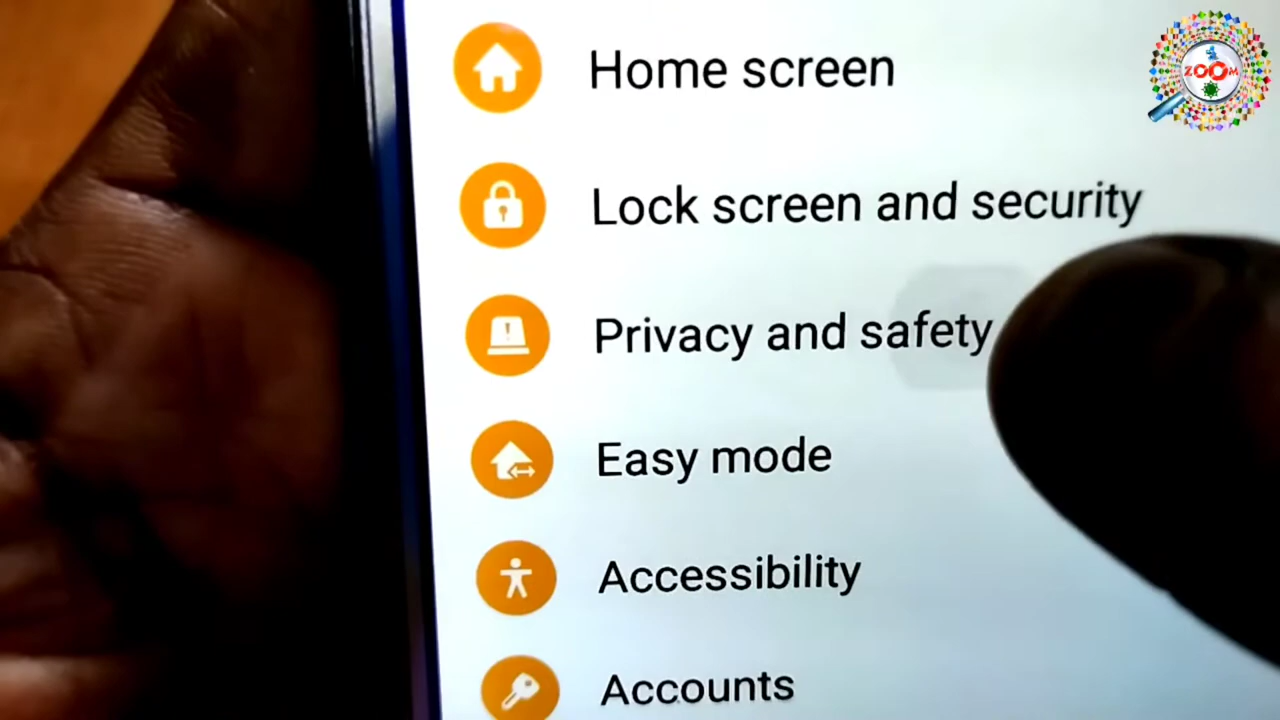 Home screen
ZOOM
Lock screen and security
Privacy and safety
Easy mode
Accessibility
Accounts